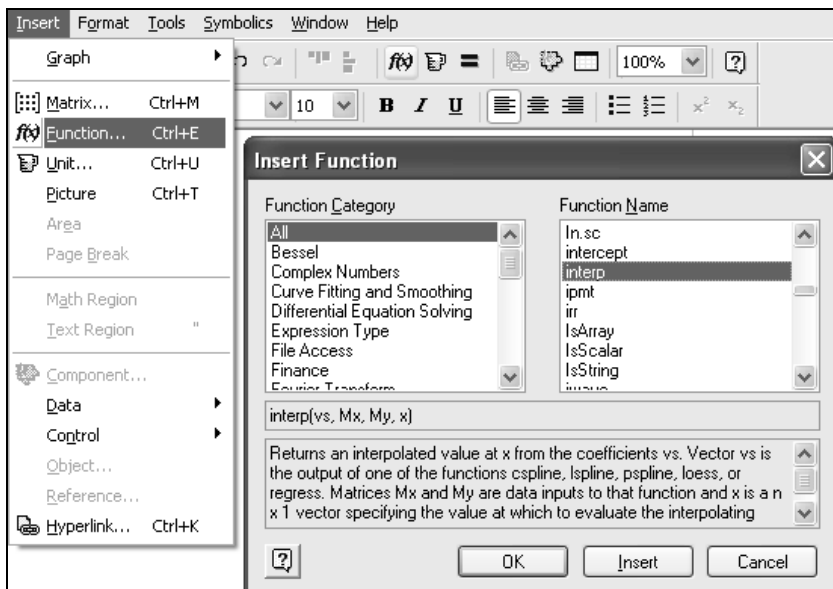 Insert Format Tools Symbolics Window Help
Graph
Matrix... Ctrl+M
f(x) Function... Ctrl+E
Unit... Ctrl+U
Picture Ctrl+T
Area
Page Break
Math Region
Text Region "
Component...
Data
Control
Object...
Reference...
Hyperlink... Ctrl+K
f(x) = 100% ?
10 B I U x² x₂
Insert Function
Function Category
All
Bessel
Complex Numbers
Curve Fitting and Smoothing
Differential Equation Solving
Expression Type
File Access
Finance
Fourier Transform
Function Name
ln.sc
intercept
interp
ipmt
irr
IsArray
IsScalar
IsString
iwave
interp(vs, Mx, My, x)
Returns an interpolated value at x from the coefficients vs. Vector vs is
the output of one of the functions cspline, lspline, pspline, loess, or
regress. Matrices Mx and My are data inputs to that function and x is a n
x 1 vector specifying the value at which to evaluate the interpolating
? OK Insert Cancel